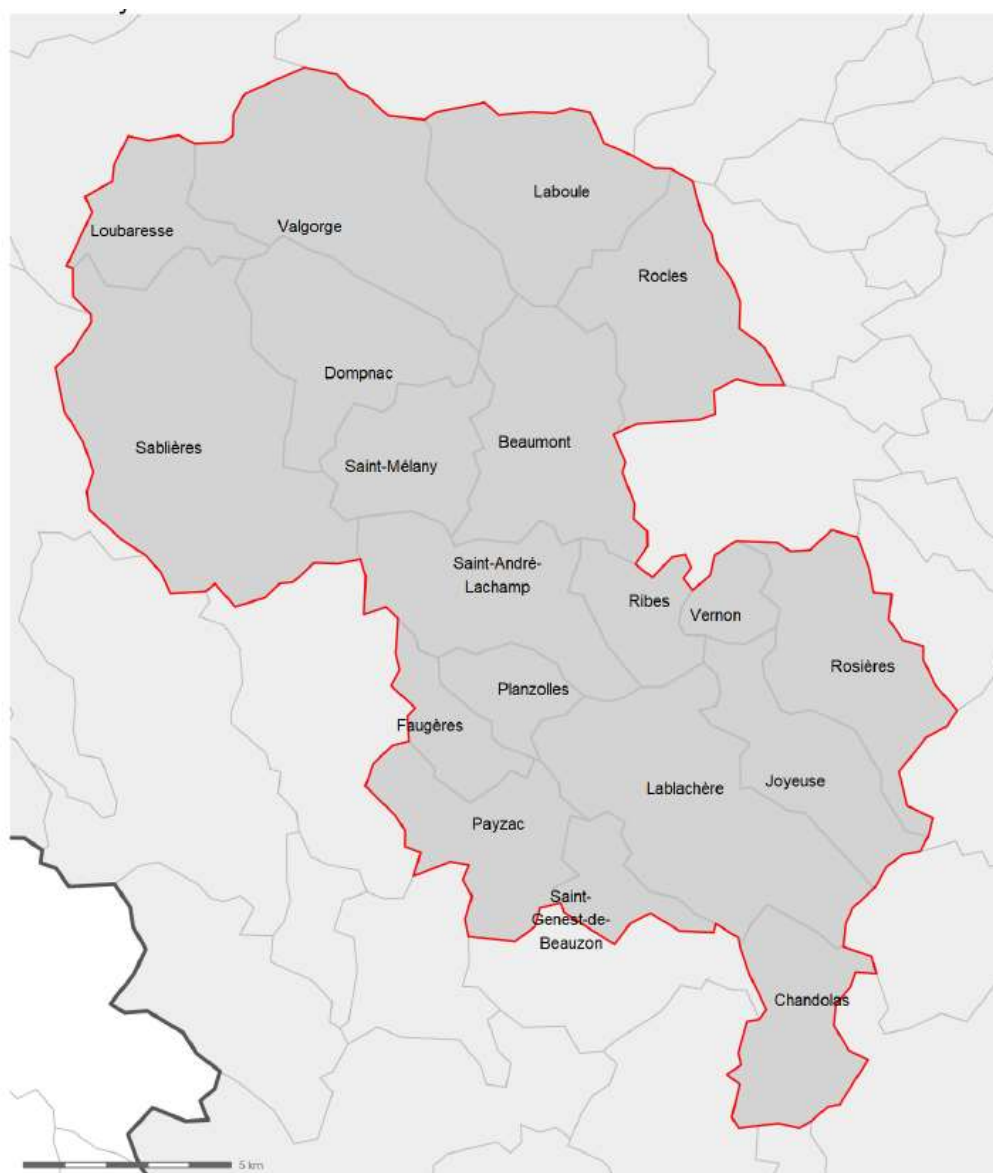 Laboule
Loubaresse
Valgorge
Rocles
Dompnac
Sablières
Saint-Mélany
Beaumont
Saint-André-
Lachamp
Ribes
Vernon
Rosières
Planzolles
Faugères
Lablachère
Joyeuse
Payzac
Saint-
Genest-de-
Beauzon
Chandolas
5 km